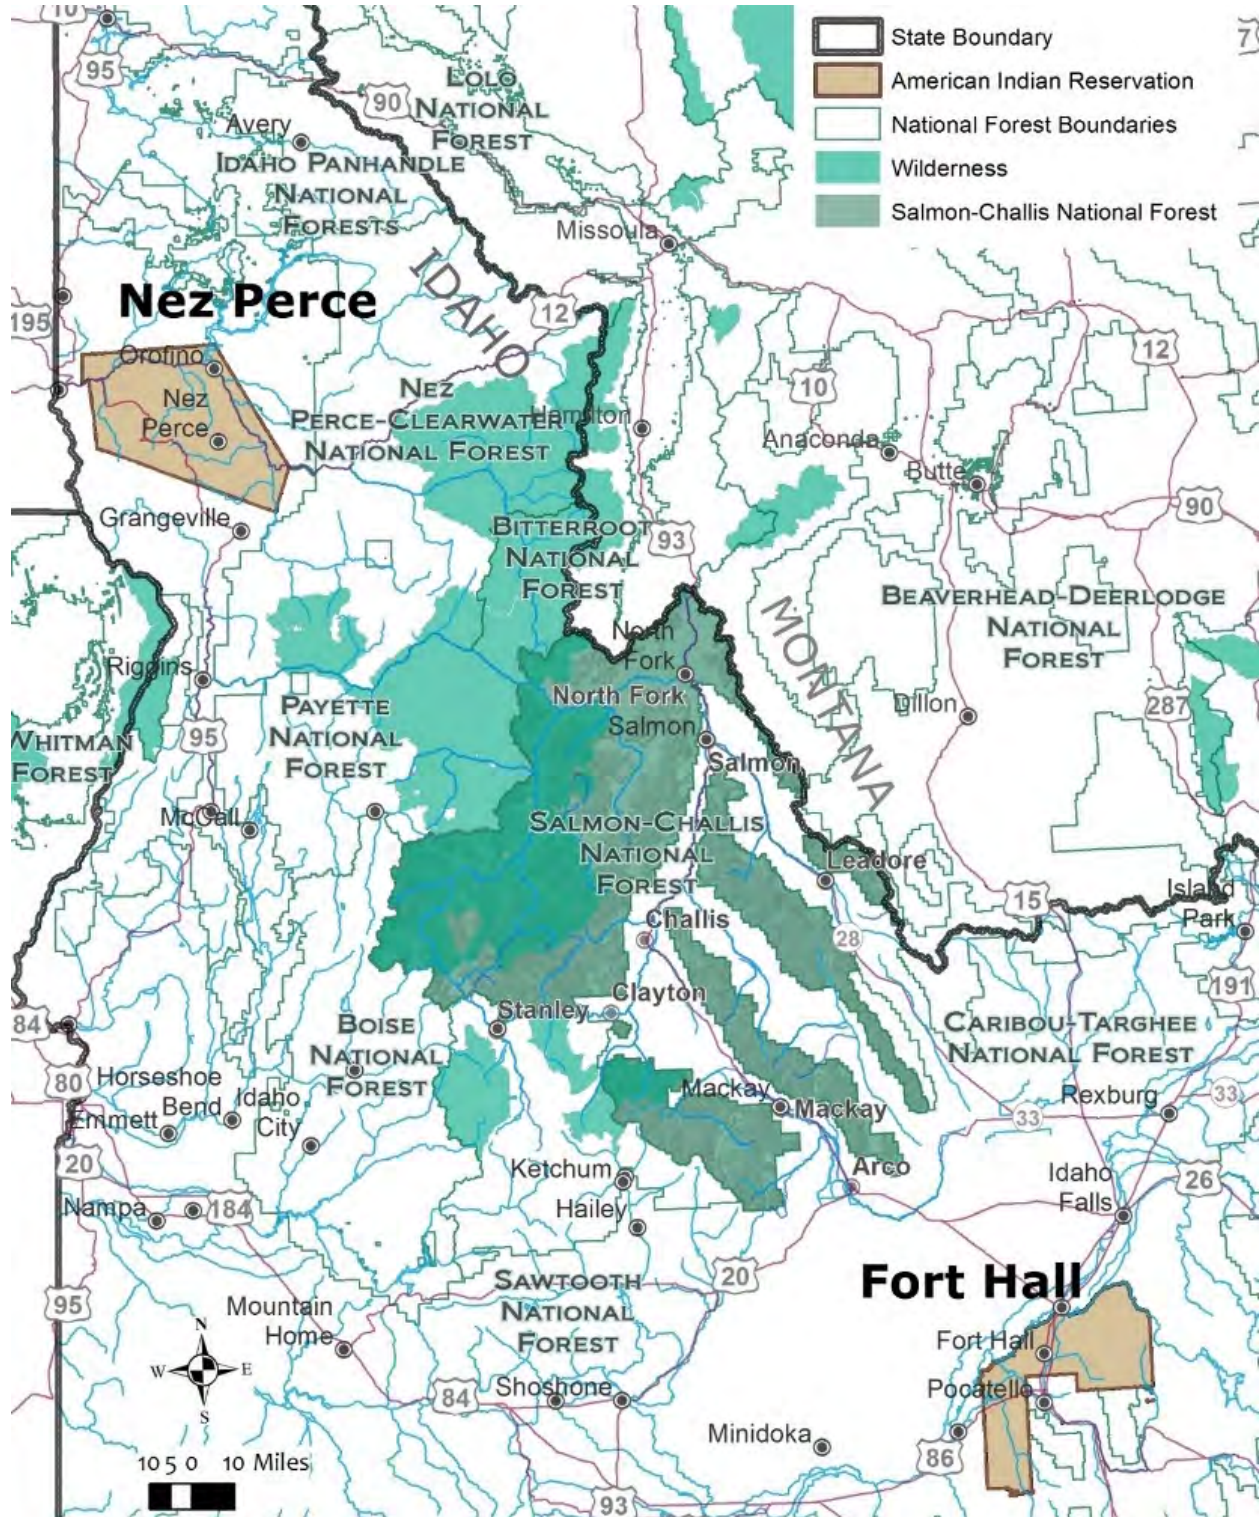 10
95
State Boundary
American Indian Reservation
National Forest Boundaries
Wilderness
Salmon-Challis National Forest
7
90
LOLO
NATIONAL
FOREST
Avery
IDAHO PANHANDLE
NATIONAL
FORESTS
Missoula
IDAHO
Nez Perce
195
12
12
Orofino
Nez
Perce
NEZ
PERCE-CLEARWATER
NATIONAL FOREST
10
Hamilton
Anaconda
Butte
Grangeville
90
BITTERROOT
NATIONAL
FOREST
93
MONTANA
BEAVERHEAD-DEERLODGE
NATIONAL
FOREST
North
Fork
North Fork
Riggins
PAYETTE
NATIONAL
FOREST
Salmon
Salmon
Dillon
287
WHITMAN
FOREST
95
McCall
SALMON-CHALLIS
NATIONAL
FOREST
Leadore
15
Island
Park
Challis
28
191
Clayton
Stanley
84
BOISE
NATIONAL
FOREST
CARIBOU-TARGHEE
NATIONAL FOREST
80
Horseshoe
Bend
Emmett
Idaho
City
Mackay
Mackay
Rexburg
33
33
20
Arco
Ketchum
Idaho
Falls
26
Nampa
184
Hailey
20
Fort Hall
95
SAWTOOTH
NATIONAL
FOREST
Mountain
Home
N
W E
S
Fort Hall
84
Shoshone
Pocatello
Minidoka
86
10 5 0 10 Miles
93